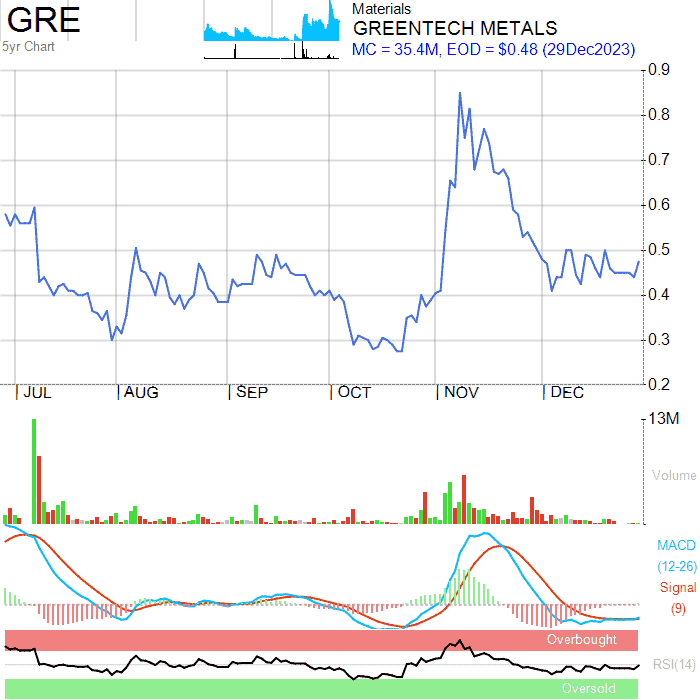 GRE
5yr Chart
Materials
GREENTECH METALS
MC = 35.4M, EOD = $0.48 (29Dec2023)
0.9
0.8
0.7
0.6
0.5
0.4
0.3
0.2
JUL AUG SEP OCT NOV DEC
13M
Volume
MACD
(12-26)
Signal
(9)
Overbought
RSI(14)
Oversold